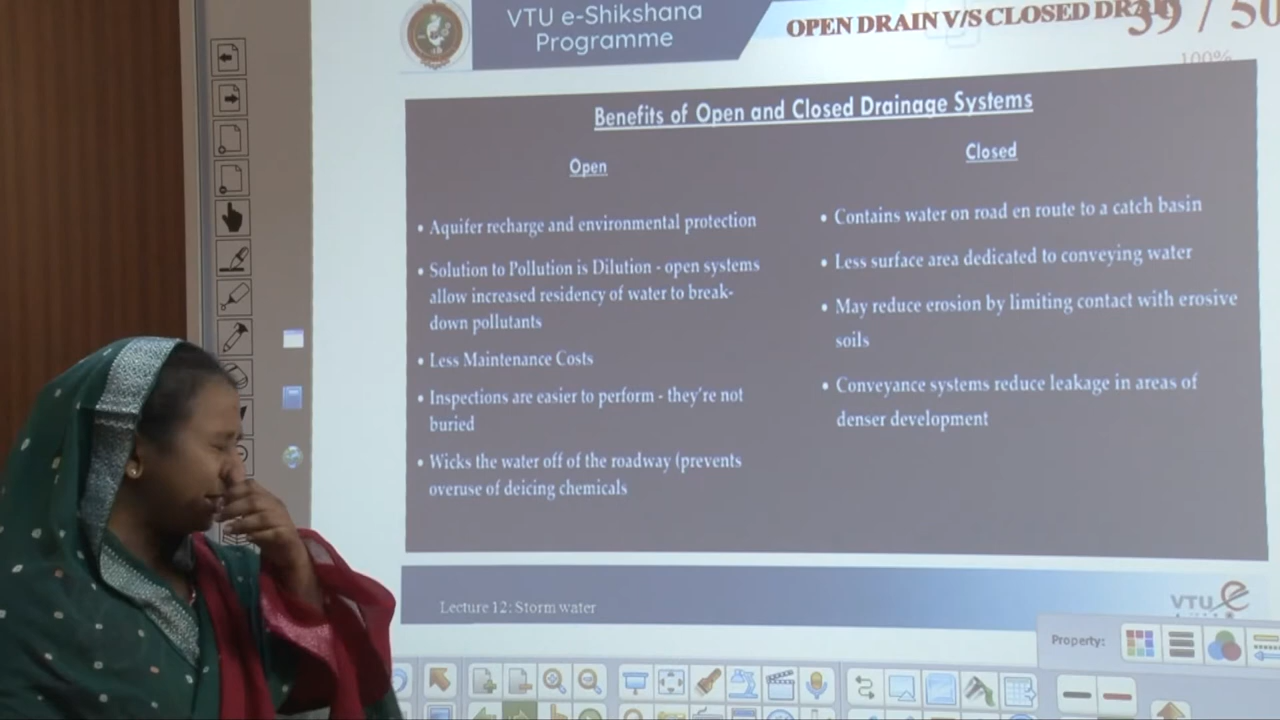 VTU e-Shikshana
Programme
OPEN DRAIN V/S CLOSED
39 / 50
100%
Benefits of Open and Closed Drainage Systems
Open
• Aquifer recharge and environmental protection
• Solution to Pollution is Dilution - open systems
allow increased residency of water to break-
down pollutants
• Less Maintenance Costs
• Inspections are easier to perform - they're not
buried
• Wicks the water off of the roadway (prevents
overuse of deicing chemicals
Closed
• Contains water on road en route to a catch basin
• Less surface area dedicated to conveying water
• May reduce erosion by limiting contact with erosive
soils
• Conveyance systems reduce leakage in areas of
denser development
Lecture 12: Storm water
VTU e
Property: